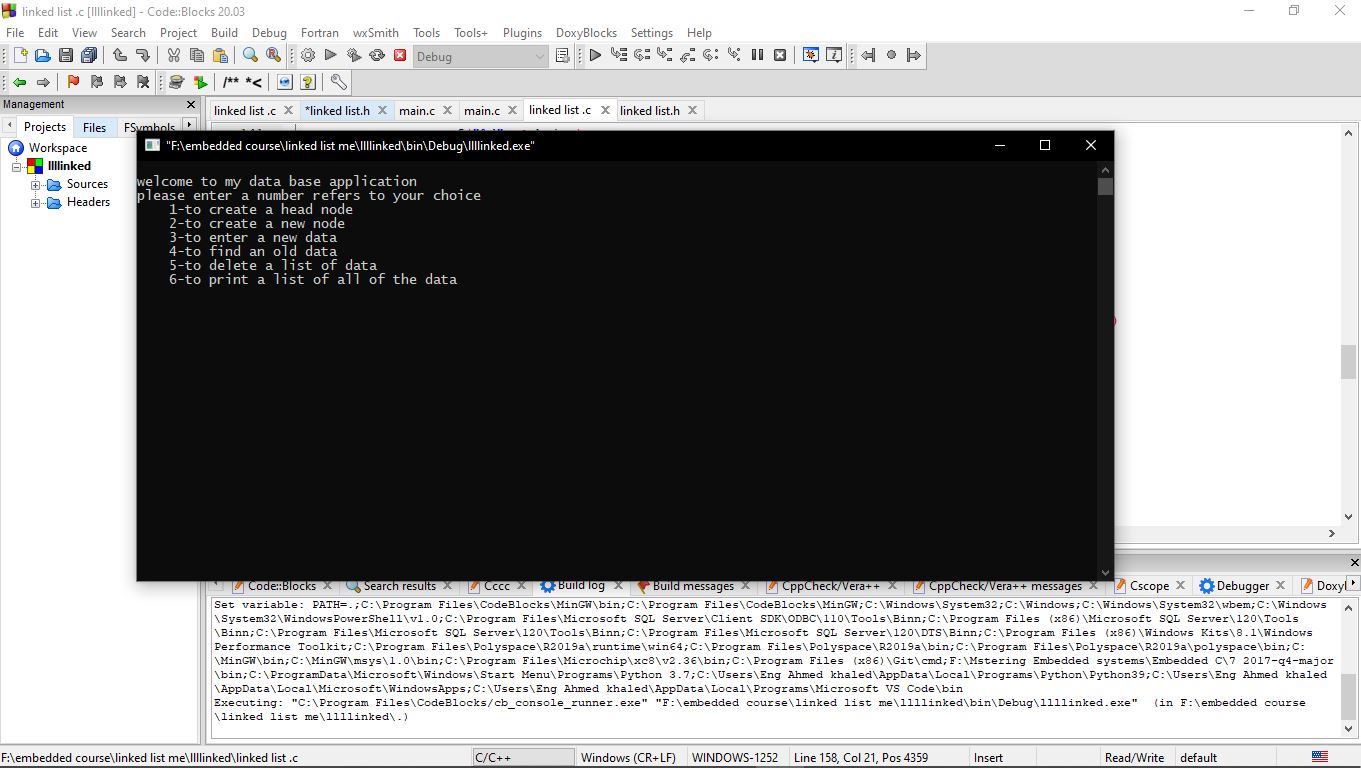 linked list .c [lllllinked] - Code::Blocks 20.03
File Edit View Search Project Build Debug Fortran wxSmith Tools Tools+ Plugins DoxyBlocks Settings Help
Debug
/** *<
Management
linked list .c *linked list.h main.c main.c linked list .c linked list.h
Projects Files FSymbols
Workspace
lllllinked
Sources
Headers
"F:\embedded course\linked list me\lllllinked\bin\Debug\lllllinked.exe"
welcome to my data base application
please enter a number refers to your choice
1-to create a head node
2-to create a new node
3-to enter a new data
4-to find an old data
5-to delete a list of data
6-to print a list of all of the data
Code::Blocks Search results Cccc Build log Build messages CppCheck/Vera++ CppCheck/Vera++ messages Cscope Debugger Doxyl
Set variable: PATH=.;C:\Program Files\CodeBlocks\MinGW\bin;C:\Program Files\CodeBlocks\MinGW;C:\Windows\System32;C:\Windows;C:\Windows\System32\wbem;C:\Windows
\System32\WindowsPowerShell\v1.0;C:\Program Files\Microsoft SQL Server\Client SDK\ODBC\110\Tools\Binn;C:\Program Files (x86)\Microsoft SQL Server\120\Tools
\Binn;C:\Program Files\Microsoft SQL Server\120\Tools\Binn;C:\Program Files\Microsoft SQL Server\120\DTS\Binn;C:\Program Files (x86)\Windows Kits\8.1\Windows
Performance Toolkit;C:\Program Files\Polyspace\R2019a\runtime\win64;C:\Program Files\Polyspace\R2019a\bin;C:\Program Files\Polyspace\R2019a\polyspace\bin;C:
\MinGW\bin;C:\MinGW\msys\1.0\bin;C:\Program Files\Microchip\xc8\v2.36\bin;C:\Program Files (x86)\Git\cmd;F:\Mstering Embedded systems\Embedded C\7 2017-q4-major
\bin;C:\ProgramData\Microsoft\Windows\Start Menu\Programs\Python 3.7;C:\Users\Eng Ahmed khaled\AppData\Local\Programs\Python\Python39;C:\Users\Eng Ahmed khaled
\AppData\Local\Microsoft\WindowsApps;C:\Users\Eng Ahmed khaled\AppData\Local\Programs\Microsoft VS Code\bin
Executing: "C:\Program Files\CodeBlocks/cb_console_runner.exe" "F:\embedded course\linked list me\lllllinked\bin\Debug\lllllinked.exe" (in F:\embedded course
\linked list me\lllllinked\.)
F:\embedded course\linked list me\lllllinked\linked list .c C/C++ Windows (CR+LF) WINDOWS-1252 Line 158, Col 21, Pos 4359 Insert Read/Write default